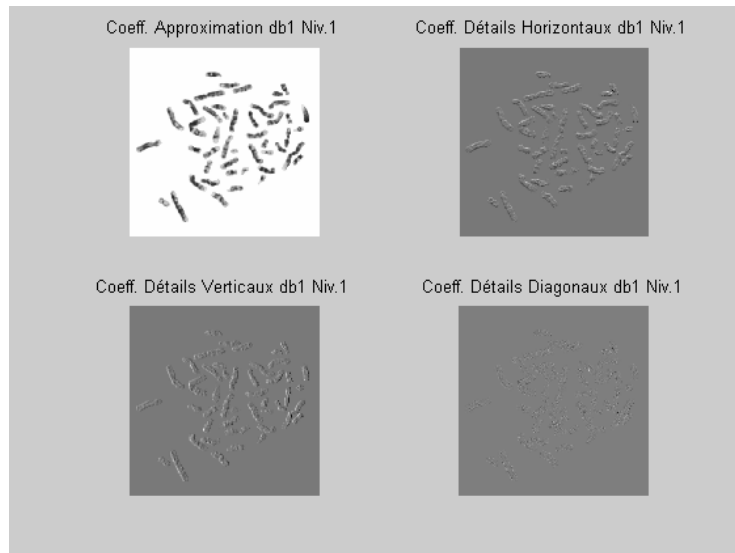 Coeff. Approximation db1 Niv.1
Coeff. Détails Horizontaux db1 Niv.1
Coeff. Détails Verticaux db1 Niv.1
Coeff. Détails Diagonaux db1 Niv.1